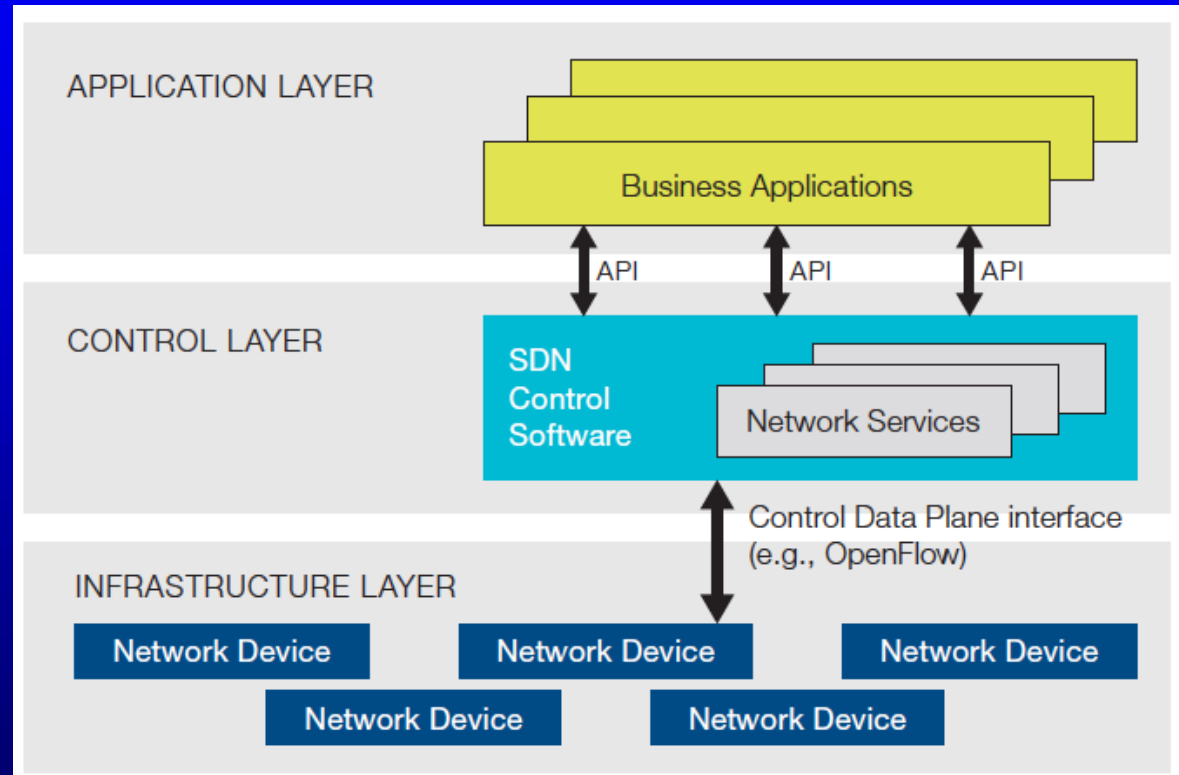 APPLICATION LAYER
Business Applications
API
API
API
CONTROL LAYER
SDN
Control
Software
Network Services
Control Data Plane interface
(e.g., OpenFlow)
INFRASTRUCTURE LAYER
Network Device
Network Device
Network Device
Network Device
Network Device